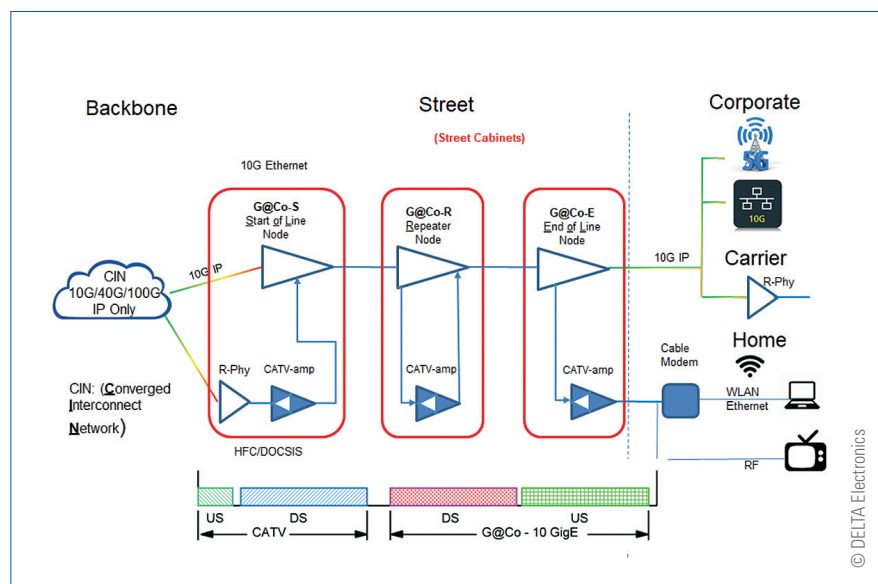 Backbone
Street
Corporate
(Street Cabinets)
5G
10G Ethernet
G@Co-S
Start of Line
Node
G@Co-R
Repeater
Node
G@Co-E
End of Line
Node
10G
10G IP
10G IP
CIN
10G/40G/100G
IP Only
Carrier
R-Phy
Home
R-Phy
CATV-amp
CATV-amp
CATV-amp
Cable
Modem
WLAN
Ethernet
CIN: (Converged
Interconnect
Network)
HFC/DOCSIS
RF
US
DS
DS
US
CATV
G@Co - 10 GigE
© DELTA Electronics